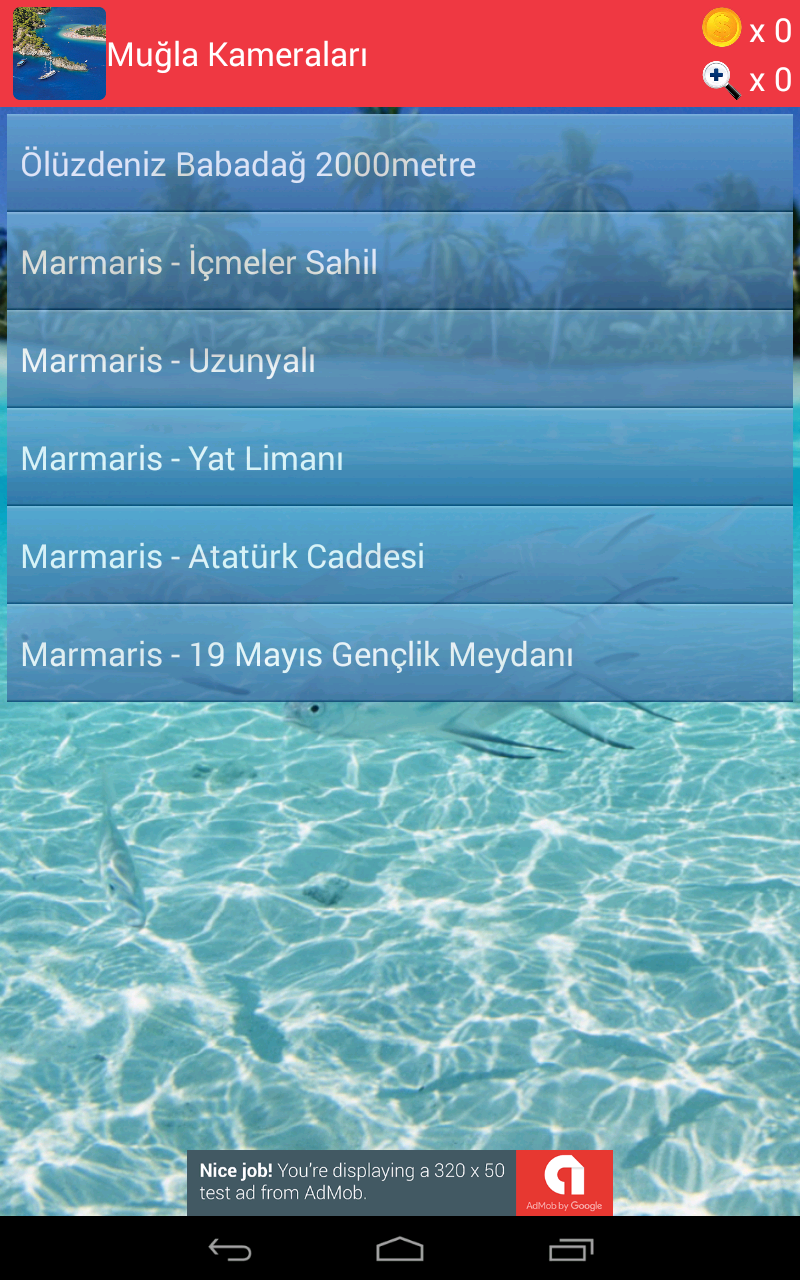 Muğla Kameraları
x 0
x 0
Ölüzdeniz Babadağ 2000metre
Marmaris - İçmeler Sahil
Marmaris - Uzunyalı
Marmaris - Yat Limanı
Marmaris - Atatürk Caddesi
Marmaris - 19 Mayıs Gençlik Meydanı
Nice job! You're displaying a 320 x 50
test ad from AdMob.
AdMob by Google